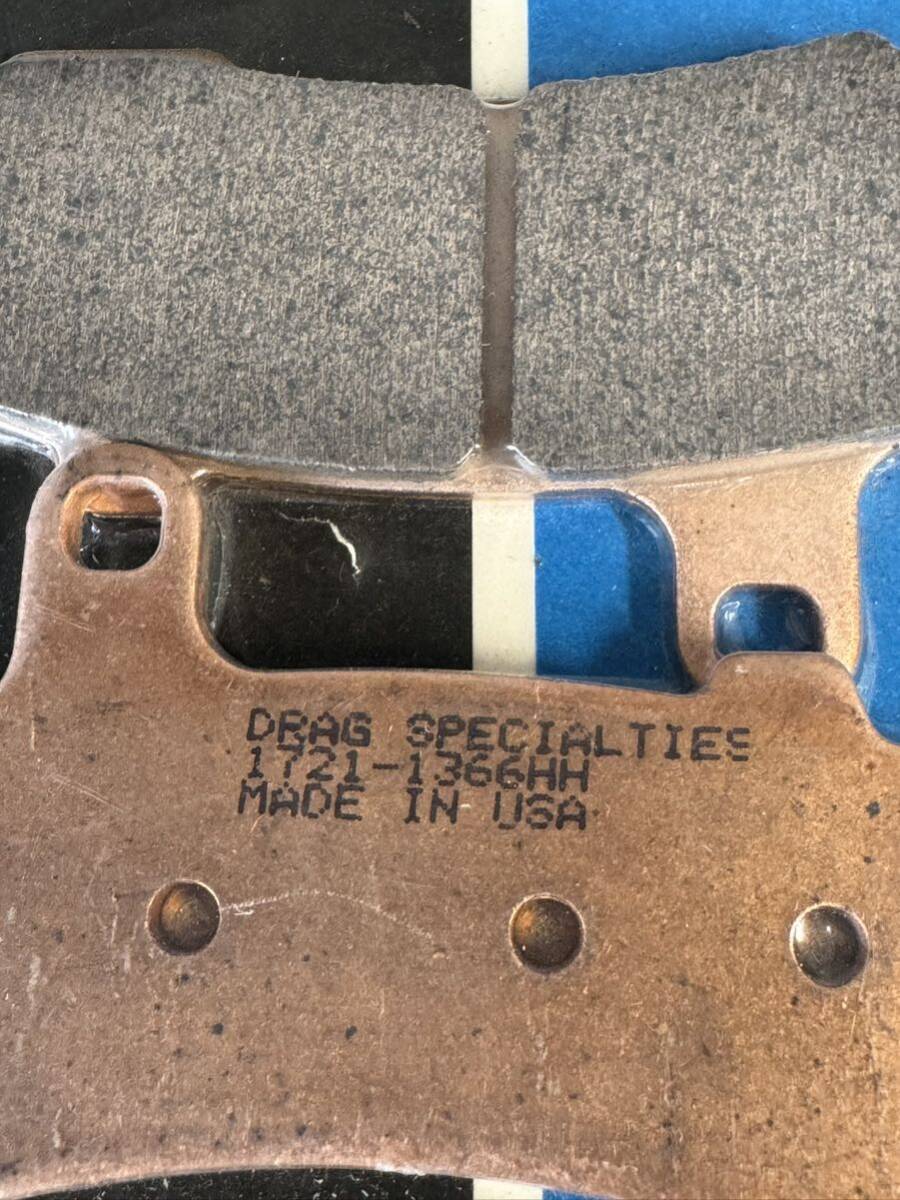 DRAG SPECIALTIES
1721-1366HH
MADE IN USA